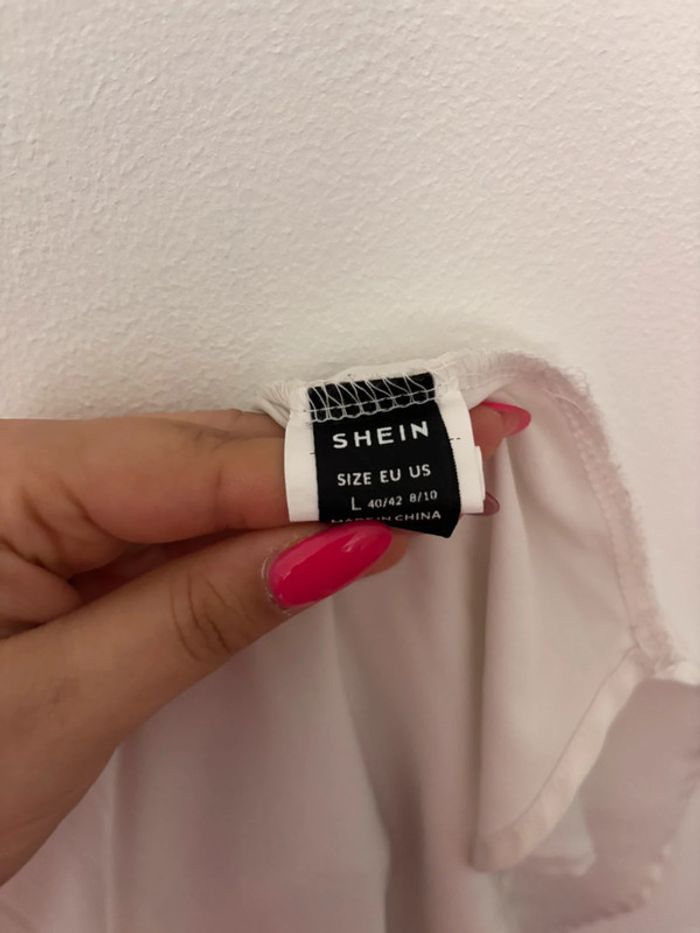 SHEIN
SIZE EU US
L 40/42 8/10
MADE IN CHINA